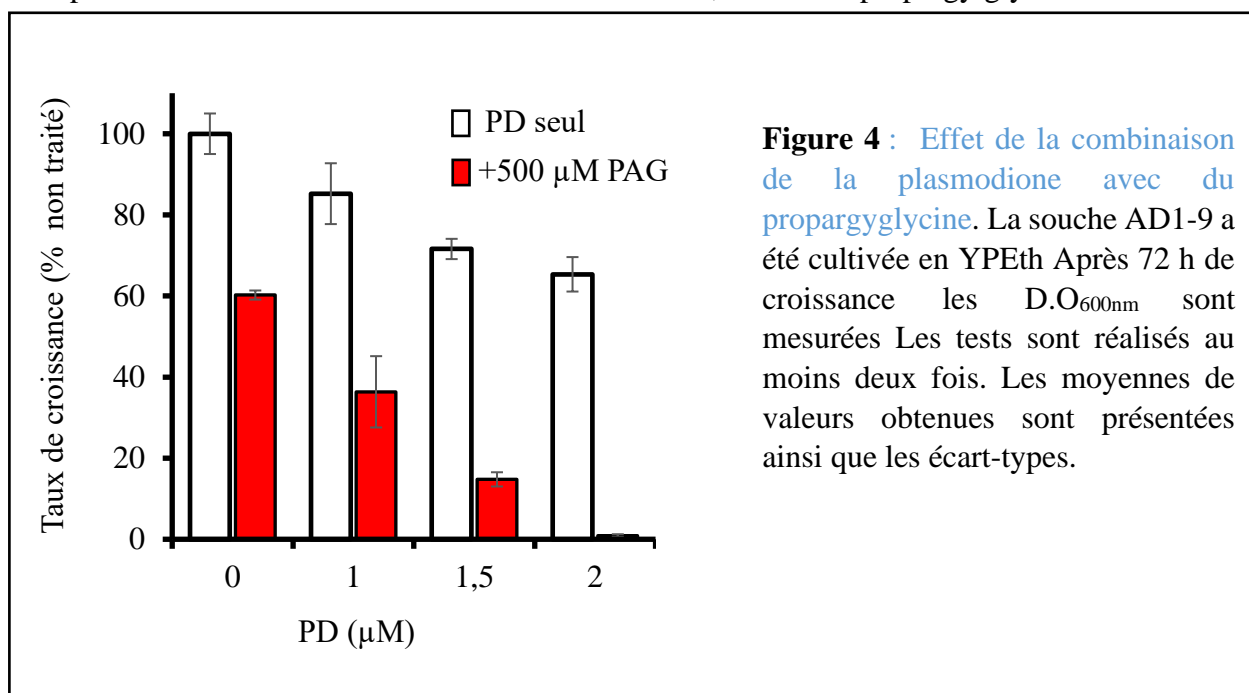 100
80
60
40
20
0
Taux de croissance (% non traité)
PD seul
+500 µM PAG
0 1 1,5 2
PD (µM)
Figure 4 : Effet de la combinaison
de la plasmodione avec du
propargyglycine. La souche AD1-9 a
été cultivée en YPEth Après 72 h de
croissance les D.O600nm sont
mesurées Les tests sont réalisés au
moins deux fois. Les moyennes de
valeurs obtenues sont présentées
ainsi que les écart-types.